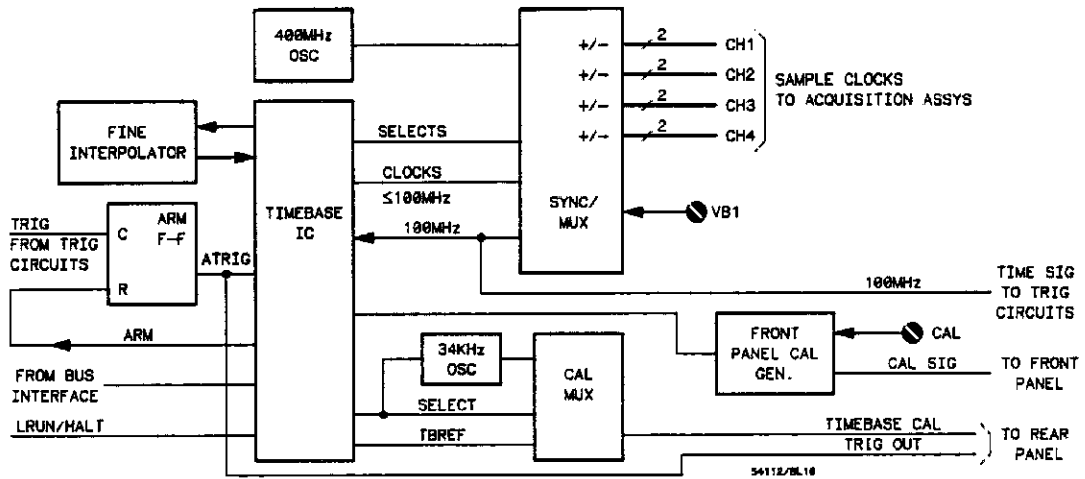 400MHz
OSC
+/- 2 CH1
+/- 2 CH2
+/- 2 CH3
+/- 2 CH4
SAMPLE CLOCKS
TO ACQUISITION ASSYS
FINE
INTERPOLATOR
SELECTS
CLOCKS
≤100MHz
100MHz
TIMEBASE
IC
SYNC/
MUX
VB1
TRIG
FROM TRIG
CIRCUITS
C
ARM
F-f
R
ATRIG
ARM
100MHz
TIME SIG
TO TRIG
CIRCUITS
FROM BUS
INTERFACE
LRUN/HALT
34KHz
OSC
SELECT
TBREF
CAL
MUX
FRONT
PANEL CAL
GEN.
CAL
CAL SIG
TO FRONT
PANEL
TIMEBASE CAL
TRIG OUT
TO REAR
PANEL
54112/BL10